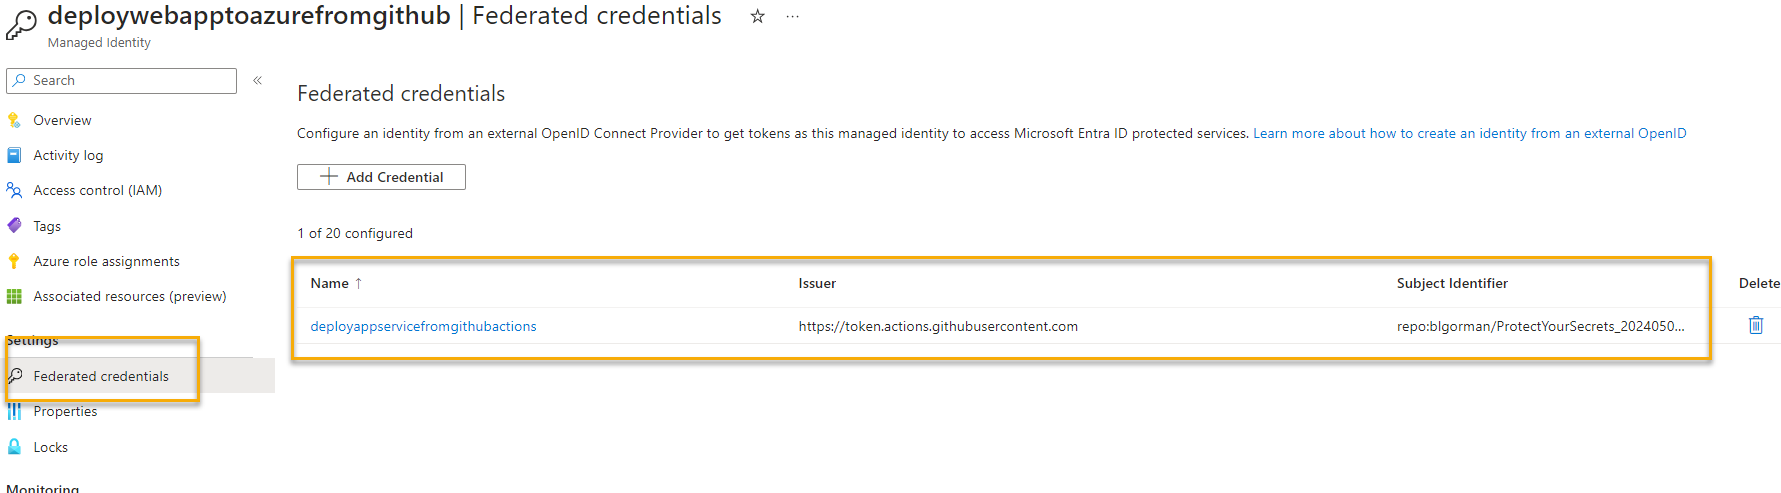 deploywebapptoazurefromgithub | Federated credentials
Managed Identity
Search
Overview
Activity log
Access control (IAM)
Tags
Azure role assignments
Associated resources (preview)
Settings
Federated credentials
Properties
Locks
Monitoring
Federated credentials
Configure an identity from an external OpenID Connect Provider to get tokens as this managed identity to access Microsoft Entra ID protected services. Learn more about how to create an identity from an external OpenID
Add Credential
1 of 20 configured
Name ↑ Issuer Subject Identifier Delete
deployappservicefromgithubactions https://token.actions.githubusercontent.com repo:blgorman/ProtectYourSecrets_2024050...